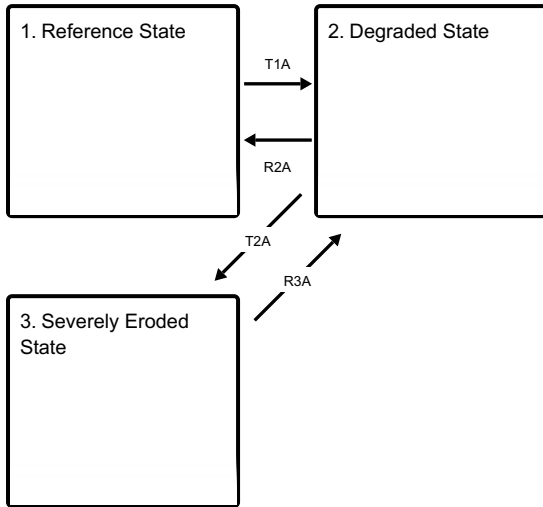 1. Reference State
2. Degraded State
T1A
R2A
T2A
R3A
3. Severely Eroded
State